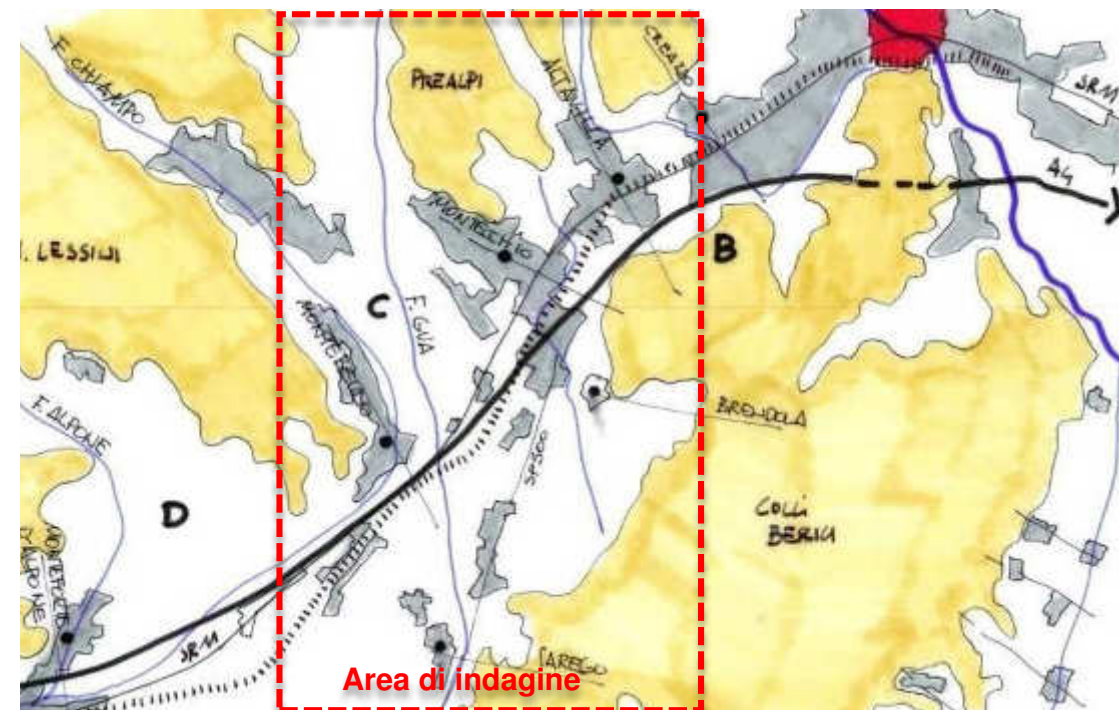 F. CHIAMPO
PREALPI
ALTAVILLA
CREAZZO
SR11
A4
M. LESSINI
MONTECCHIO
B
C
F. GUA
MONTEBELLO
BRENDOLA
F. ALPONE
SP500
D
COLLI
BERICI
MONTEFORTE
D'ALPONE
SR11
SAREGO
Area di indagine